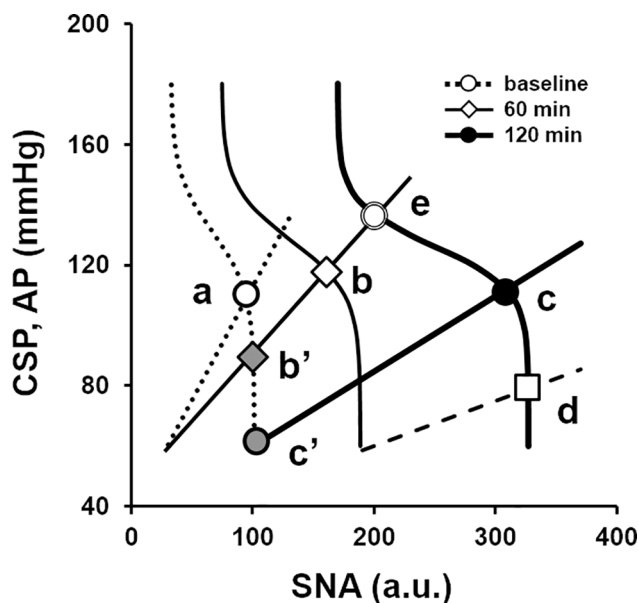 200
160
120
80
40
CSP, AP (mmHg)
baseline
60 min
120 min
a
b
b’
c
c’
d
e
0
100
200
300
400
SNA (a.u.)